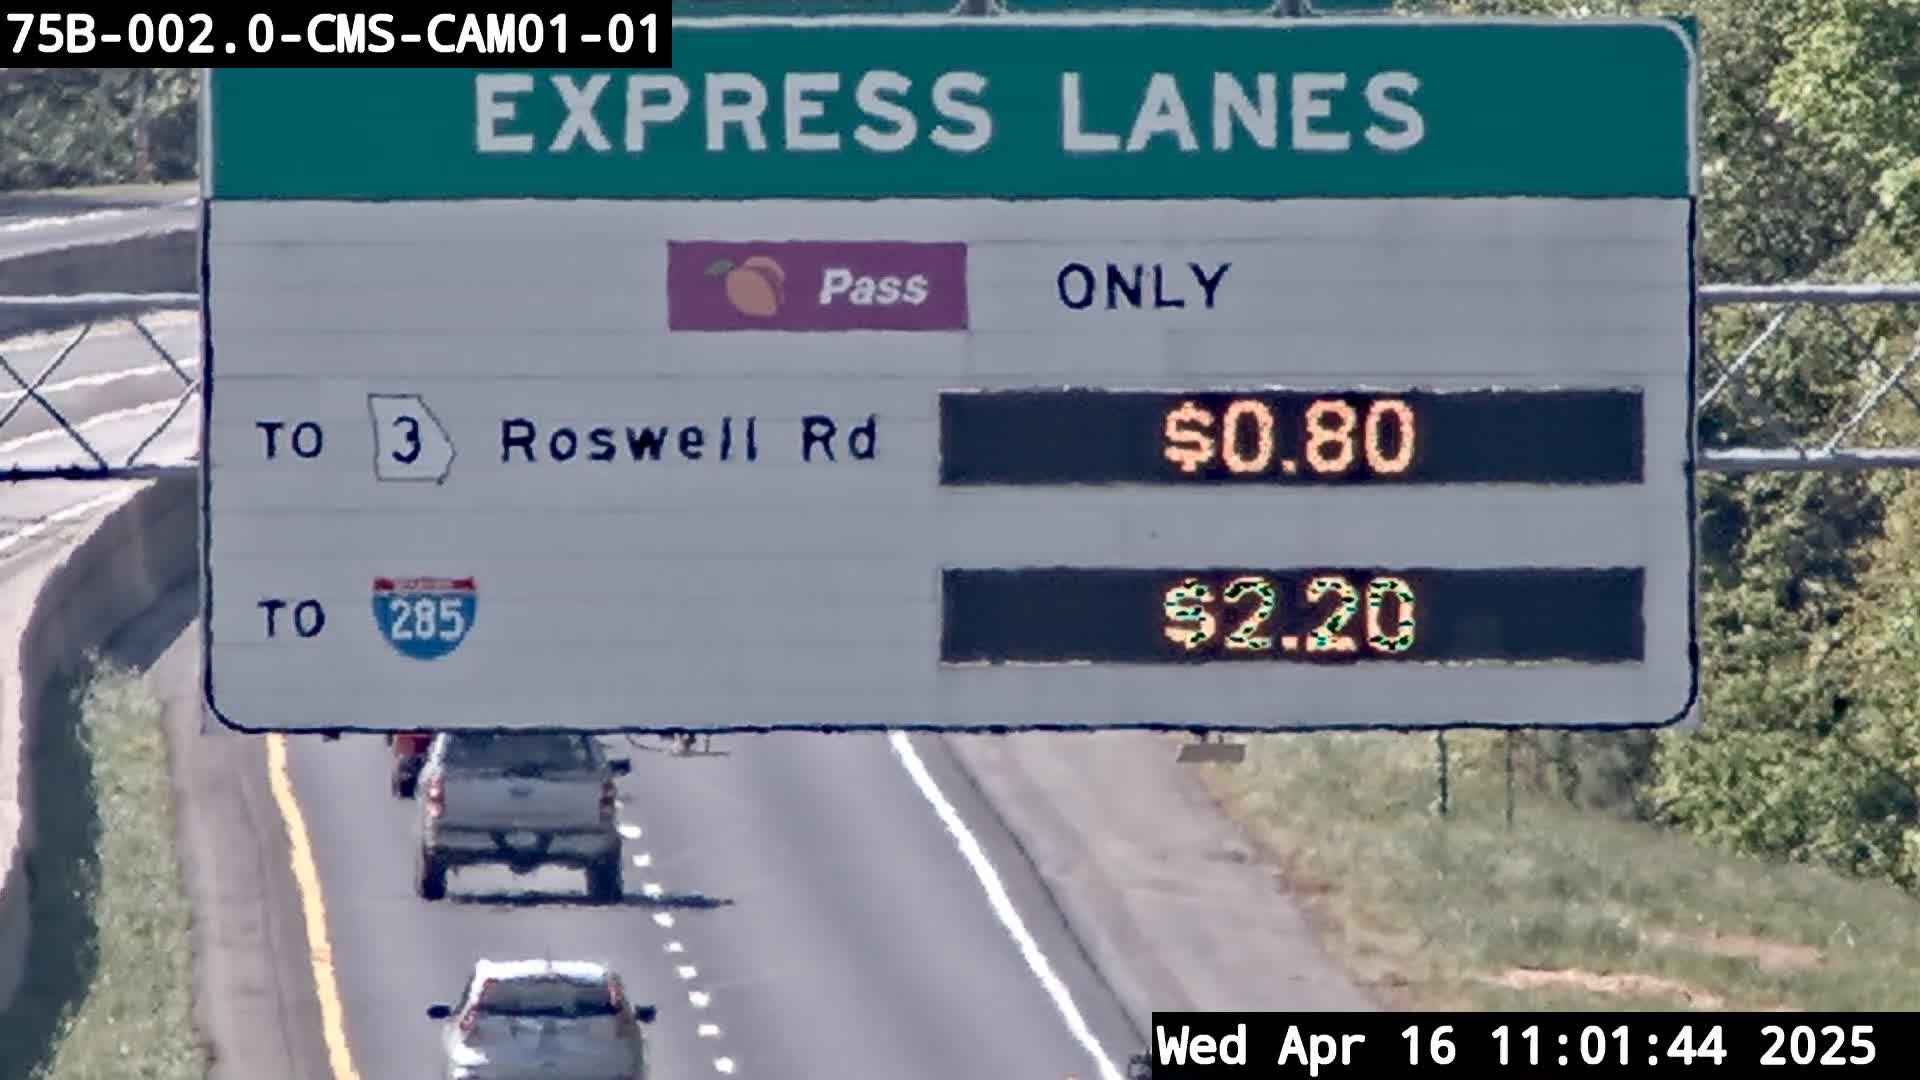 75B-002.0-CMS-CAM01-01
EXPRESS LANES
Pass ONLY
TO 3 Roswell Rd $0.80
TO 285 $2.20
Wed Apr 16 11:01:44 2025